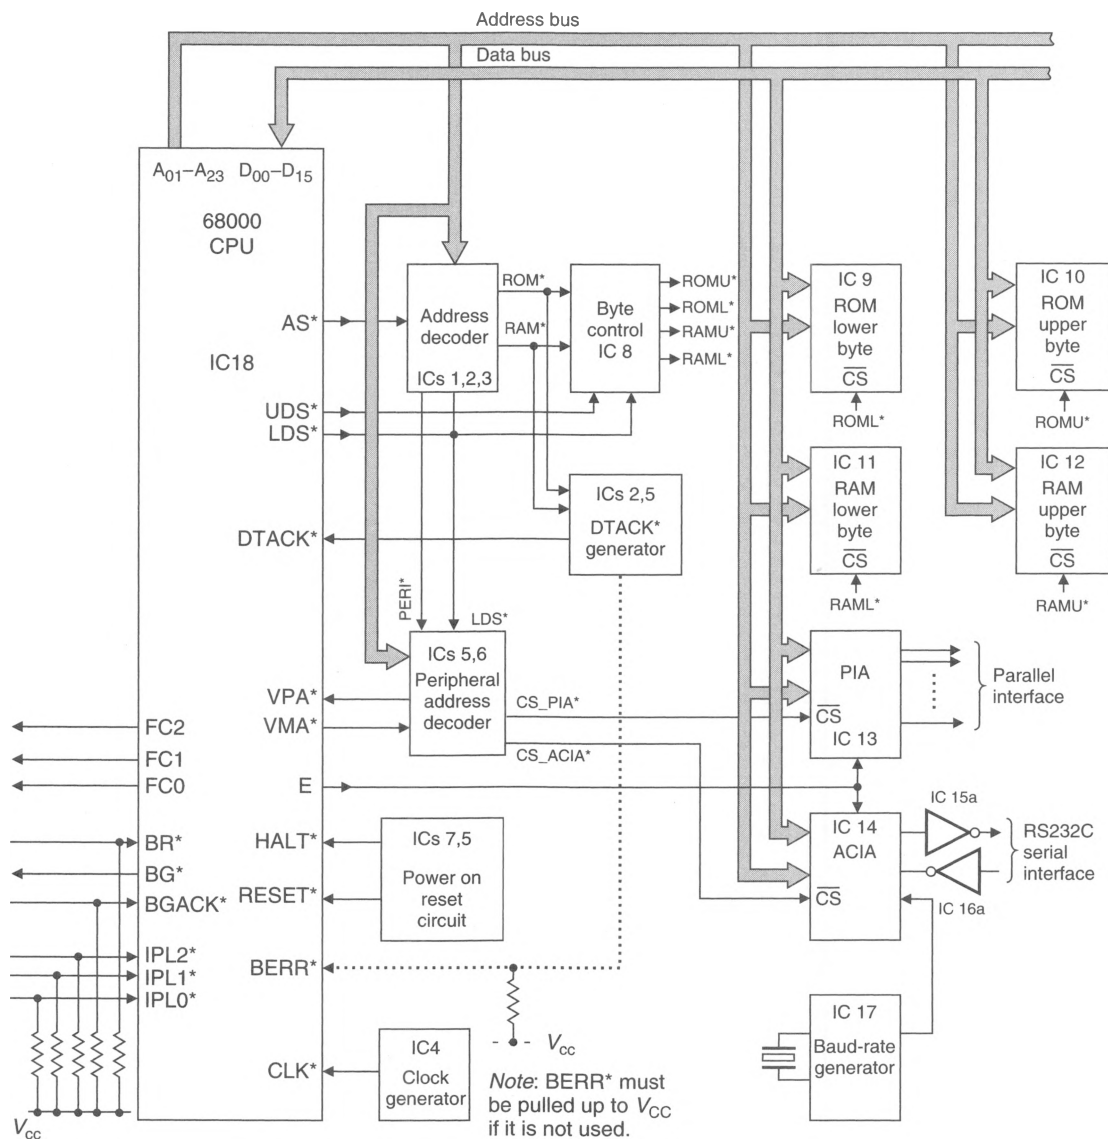 Address bus
Data bus
A01–A23 D00–D15
68000
CPU
IC18
AS*
UDS*
LDS*
DTACK*
VPA*
VMA*
E
HALT*
RESET*
BERR*
CLK*
FC2
FC1
FC0
BR*
BG*
BGACK*
IPL2*
IPL1*
IPL0*
Vcc
Address
decoder
ICs 1,2,3
ROM*
RAM*
Byte
control
IC 8
ROMU*
ROML*
RAMU*
RAML*
ICs 2,5
DTACK*
generator
PERI*
LDS*
ICs 5,6
Peripheral
address
decoder
CS_PIA*
CS_ACIA*
ICs 7,5
Power on
reset
circuit
IC4
Clock
generator
Vcc
Note: BERR* must
be pulled up to VCC
if it is not used.
IC 9
ROM
lower
byte
CS
ROML*
IC 10
ROM
upper
byte
CS
ROMU*
IC 11
RAM
lower
byte
CS
RAML*
IC 12
RAM
upper
byte
CS
RAMU*
PIA
CS
IC 13
Parallel
interface
IC 14
ACIA
CS
IC 15a
IC 16a
RS232C
serial
interface
IC 17
Baud-rate
generator